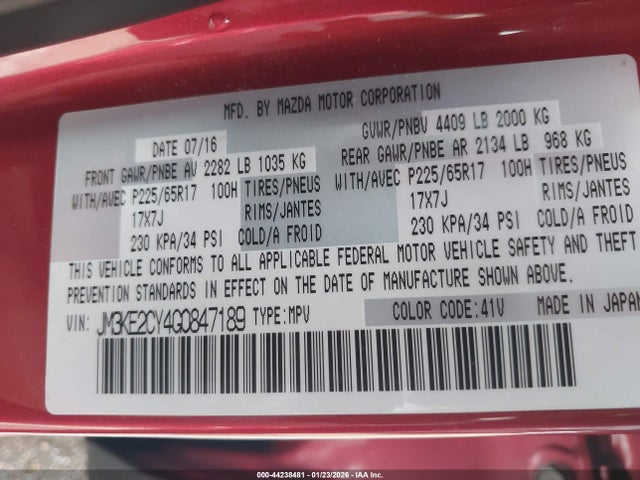 MFD. BY MAZDA MOTOR CORPORATION
DATE 07/16 GVWR/PNBV 4409 LB 2000 KG
FRONT GAWR/PNBE AV 2282 LB 1035 KG REAR GAWR/PNBE AR 2134 LB 968 KG
WITH/AVEC P225/65R17 100H TIRES/PNEUS WITH/AVEC P225/65R17 100H TIRES/PNEUS
17X7J RIMS/JANTES 17X7J RIMS/JANTES
230 KPA/34 PSI COLD/A FROID 230 KPA/34 PSI COLD/A FROID
THIS VEHICLE CONFORMS TO ALL APPLICABLE FEDERAL MOTOR VEHICLE SAFETY AND THEFT
PREVENTION STANDARDS IN EFFECT ON THE DATE OF MANUFACTURE SHOWN ABOVE.
VIN: JM3KE2CY4G0847189 TYPE:MPV COLOR CODE:41V MADE IN JAPAN
000-44238481 - 01/23/2026 - IAA Inc.